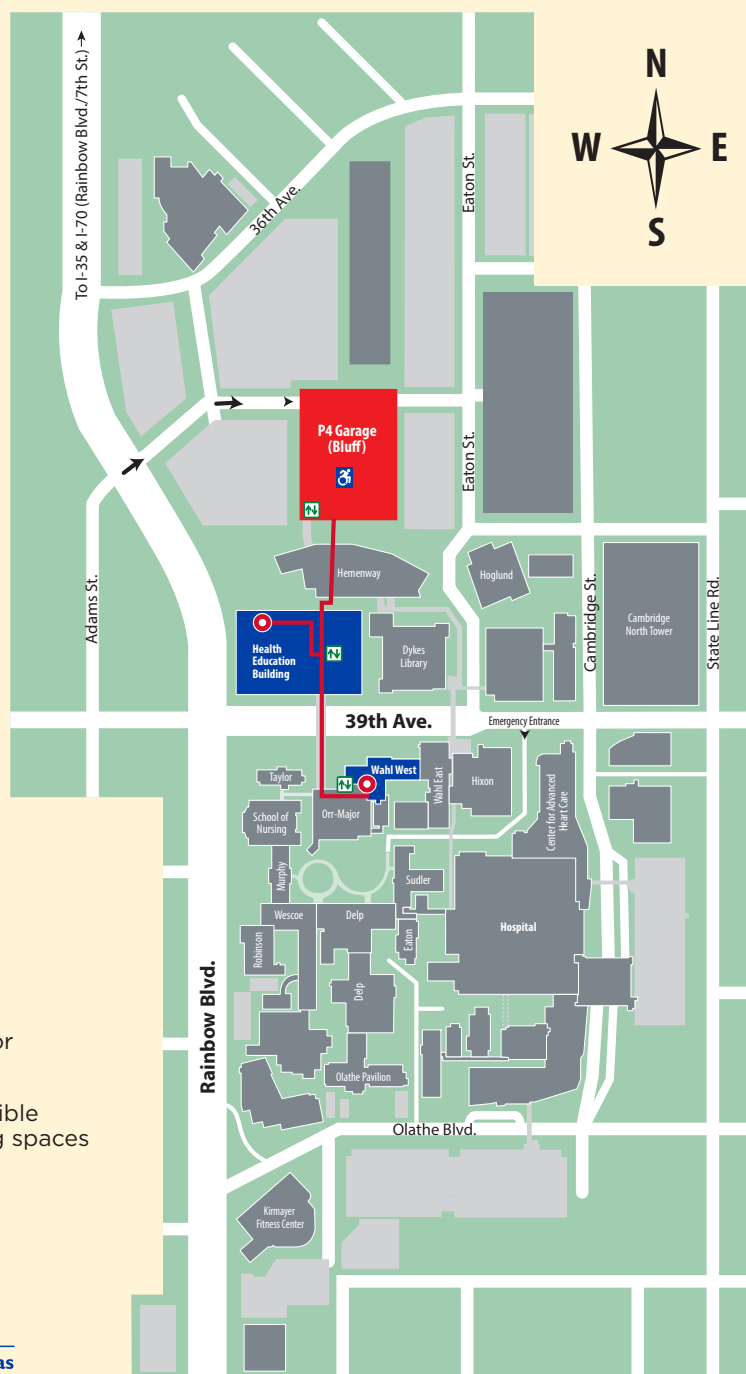 N
W E
S
To I-35 & I-70 (Rainbow Blvd./7th St.) →
36th Ave.
Eaton St.
P4 Garage
(Bluff)
Eaton St.
Hemenway
Hoglund
Adams St.
Cambridge St.
State Line Rd.
Cambridge
North Tower
Health
Education
Building
Dykes
Library
39th Ave.
Emergency Entrance
Wahl West
Taylor
Wahl East
Hixon
Center for Advanced
Heart Care
School of
Nursing
Orr-Major
Murphy
Sudler
Wescoe
Delp
Hospital
Robinson
Eaton
Delp
Rainbow Blvd.
or
Olathe Pavilion
ible
g spaces
Olathe Blvd.
Kirmayer
Fitness Center
as